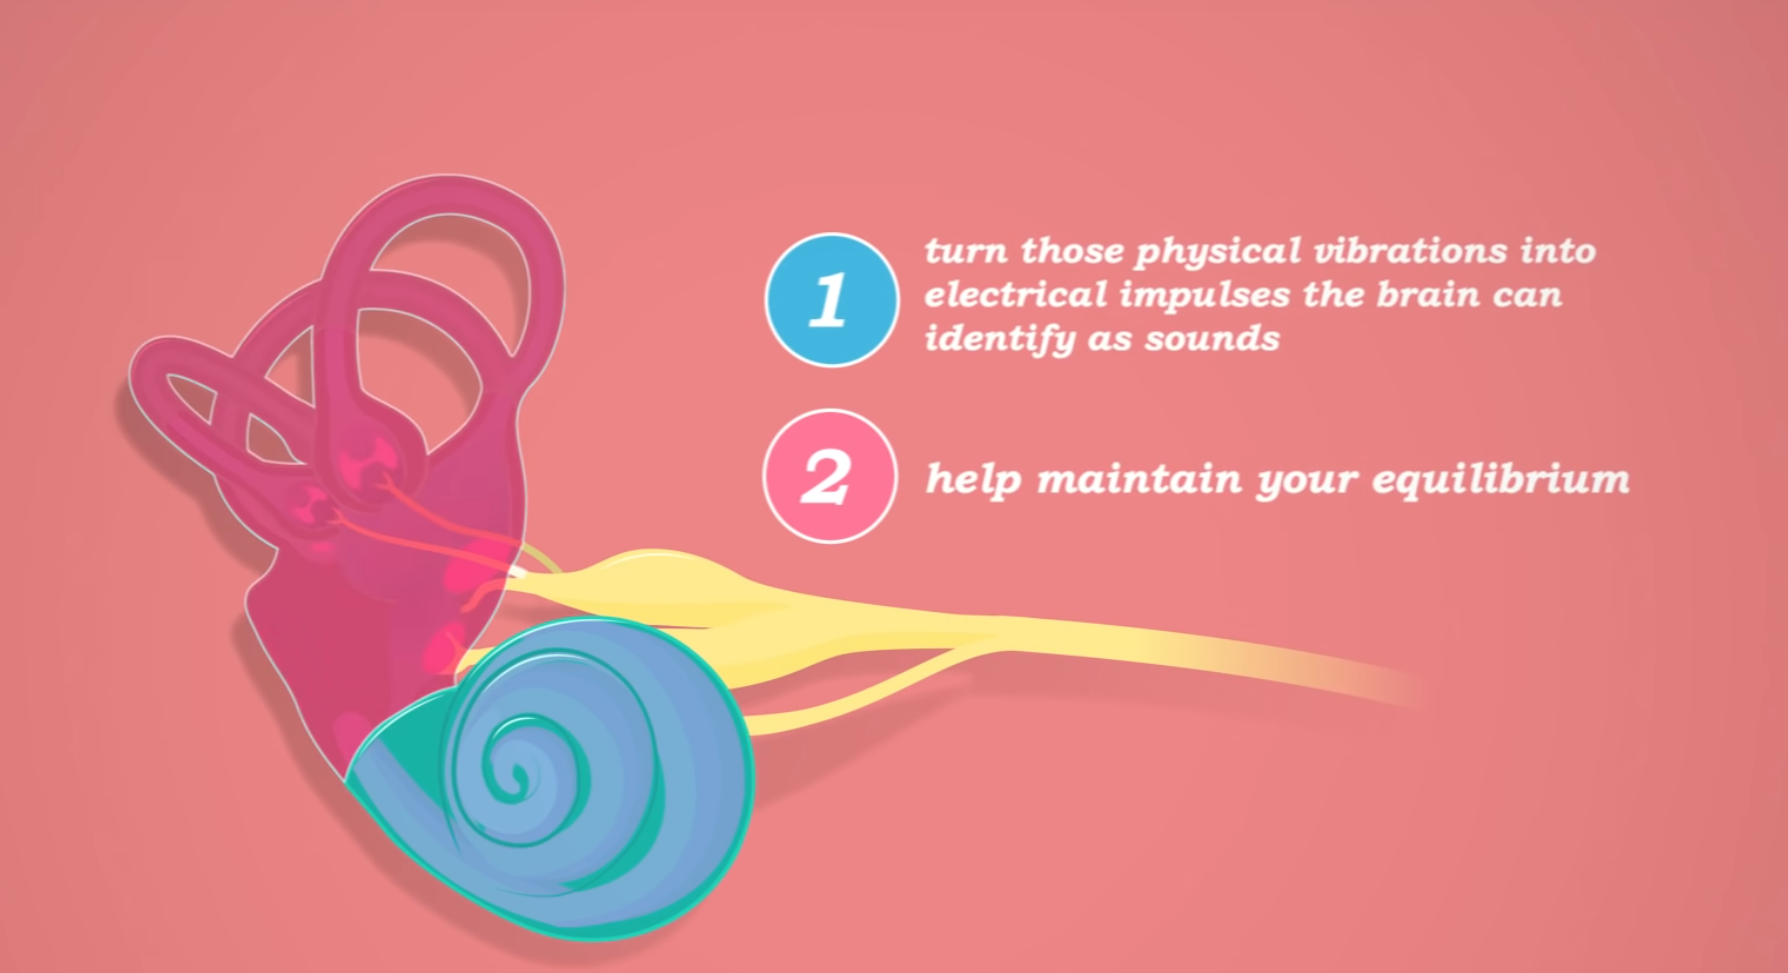 1
turn those physical vibrations into
electrical impulses the brain can
identify as sounds
2
help maintain your equilibrium